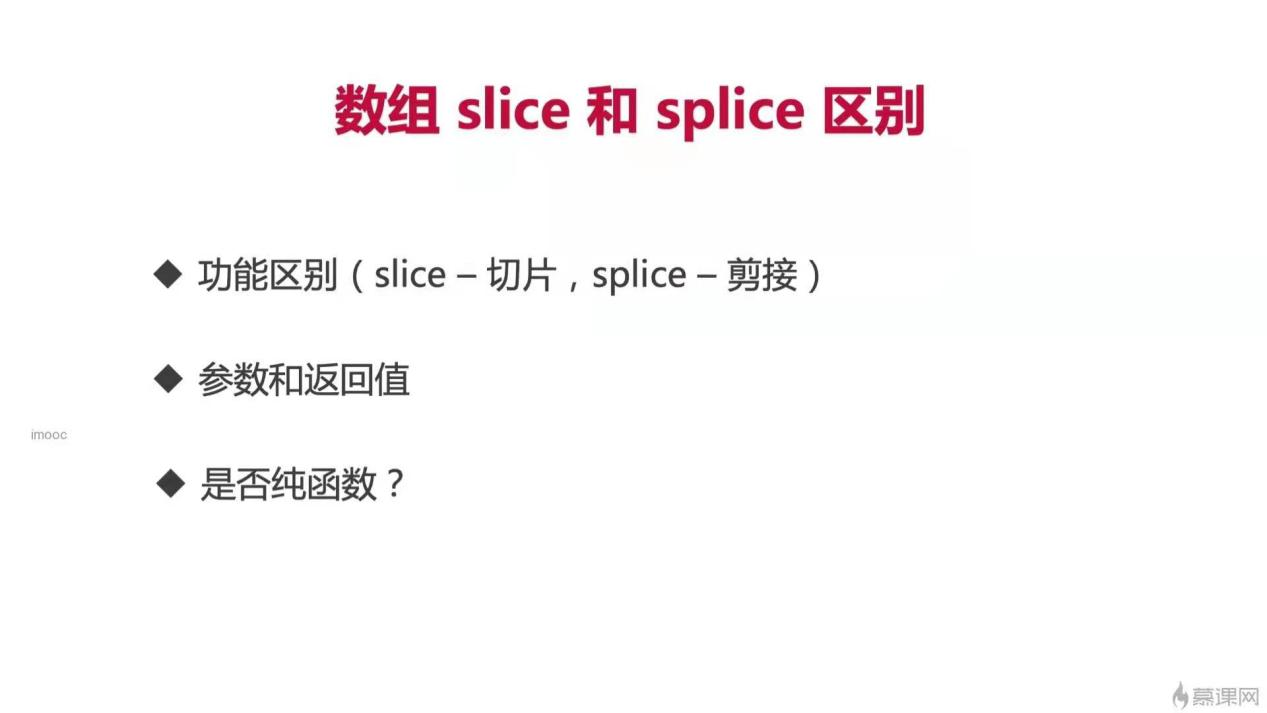 数组 slice 和 splice 区别
◆ 功能区别（slice – 切片，splice – 剪接）
◆ 参数和返回值
imooc
◆ 是否纯函数？
慕课网